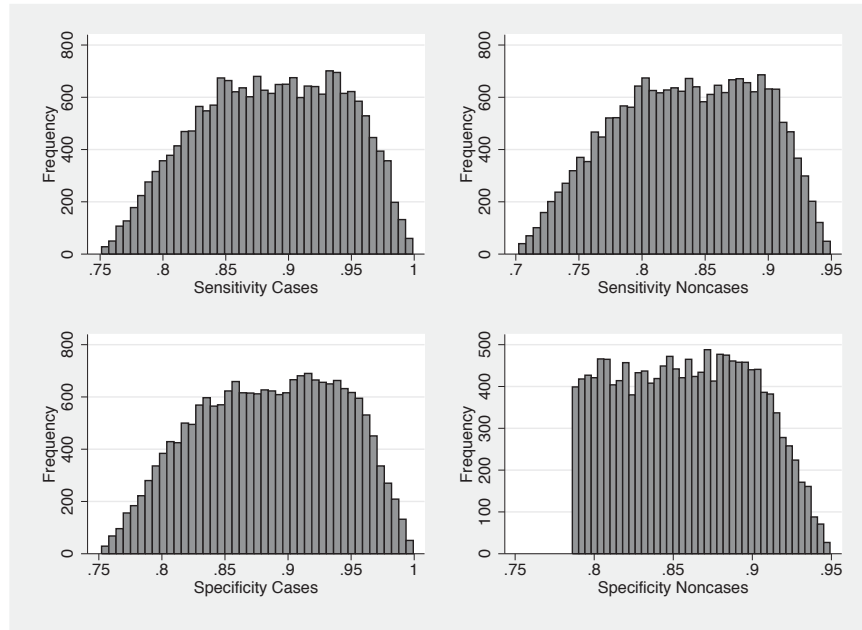 800
600
400
200
0
Frequency
.75 .8 .85 .9 .95 1
Sensitivity Cases
800
600
400
200
0
Frequency
.7 .75 .8 .85 .9 .95
Sensitivity Noncases
800
600
400
200
0
Frequency
.75 .8 .85 .9 .95 1
Specificity Cases
500
400
300
200
100
0
Frequency
.75 .8 .85 .9 .95
Specificity Noncases